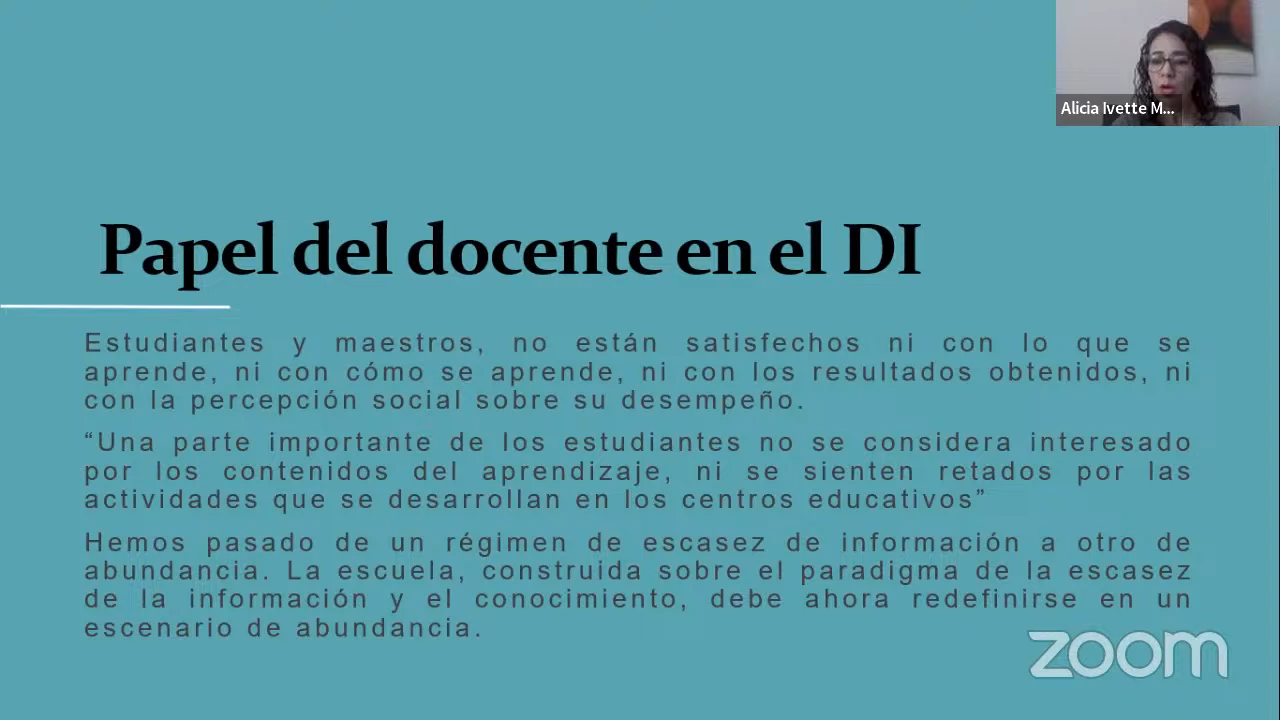 Alicia Ivette M...
Papel del docente en el DI
Estudiantes y maestros, no están satisfechos ni con lo que se
aprende, ni con cómo se aprende, ni con los resultados obtenidos, ni
con la percepción social sobre su desempeño.
“Una parte importante de los estudiantes no se considera interesado
por los contenidos del aprendizaje, ni se sienten retados por las
actividades que se desarrollan en los centros educativos”
Hemos pasado de un régimen de escasez de información a otro de
abundancia. La escuela, construida sobre el paradigma de la escasez
de la información y el conocimiento, debe ahora redefinirse en un
escenario de abundancia.
zoom